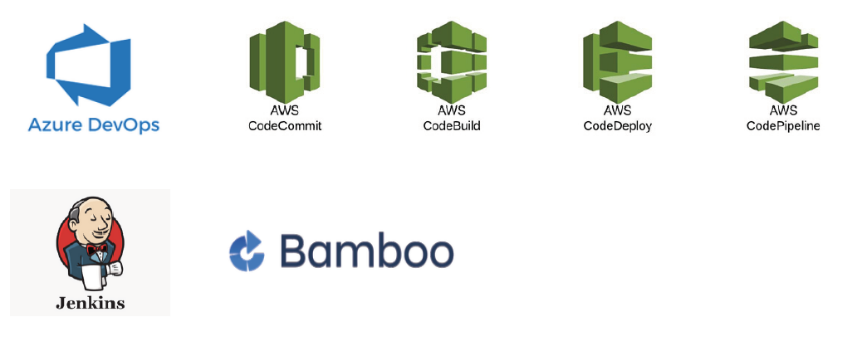 Azure DevOps
AWS
CodeCommit
AWS
CodeBuild
AWS
CodeDeploy
AWS
CodePipeline
Jenkins
Bamboo